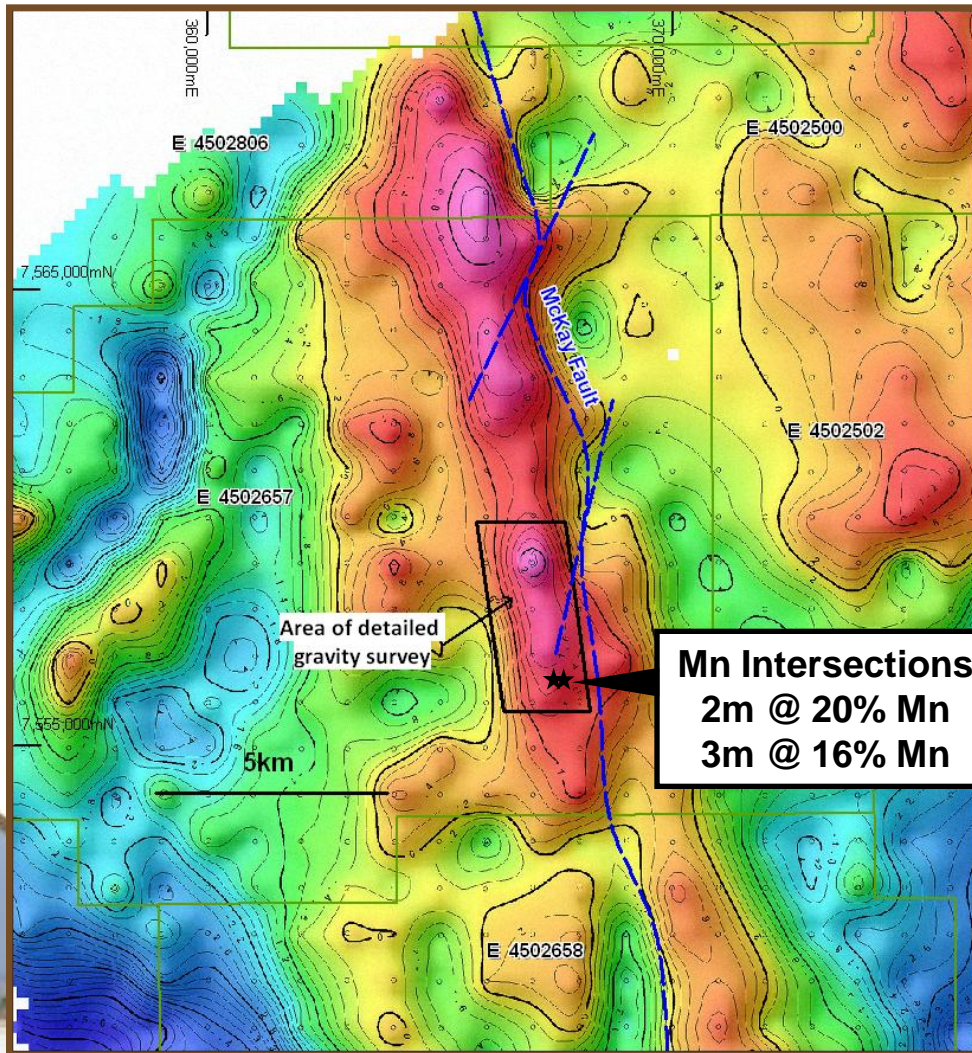 360,000mE
370,000mE
E 4502806
E 4502500
7,565,000mN
McKay Fault
E 4502502
E 4502657
Area of detailed
gravity survey
Mn Intersections
2m @ 20% Mn
3m @ 16% Mn
7,555,000mN
5km
E 4502658